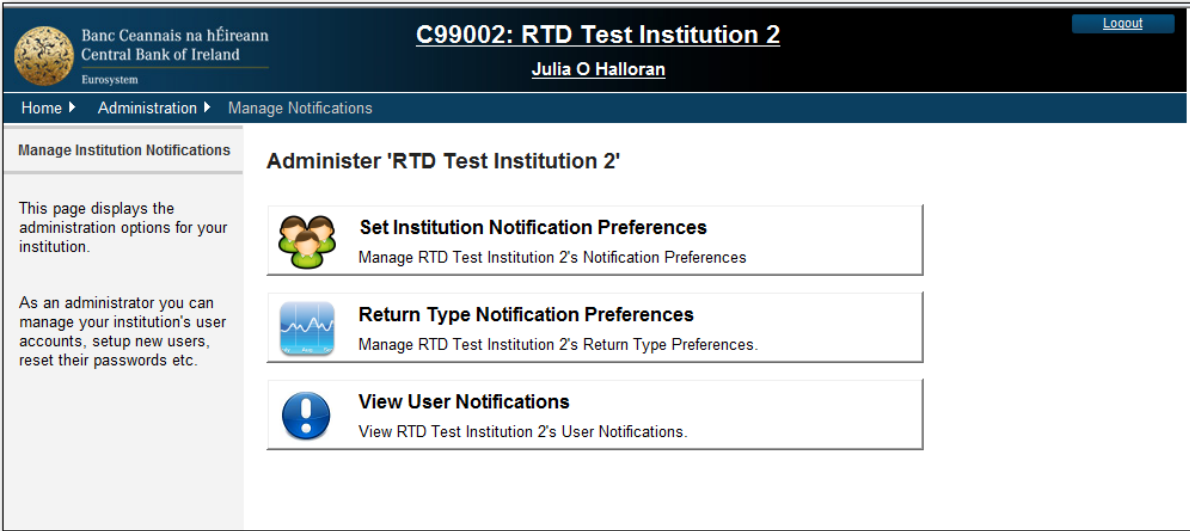 Banc Ceannais na hÉireann
Central Bank of Ireland
Eurosystem
C99002: RTD Test Institution 2
Julia O Halloran
Logout
Home Administration Manage Notifications
Manage Institution Notifications
This page displays the
administration options for your
institution.
As an administrator you can
manage your institution's user
accounts, setup new users,
reset their passwords etc.
Administer 'RTD Test Institution 2'
Set Institution Notification Preferences
Manage RTD Test Institution 2's Notification Preferences
Return Type Notification Preferences
Manage RTD Test Institution 2's Return Type Preferences.
View User Notifications
View RTD Test Institution 2's User Notifications.